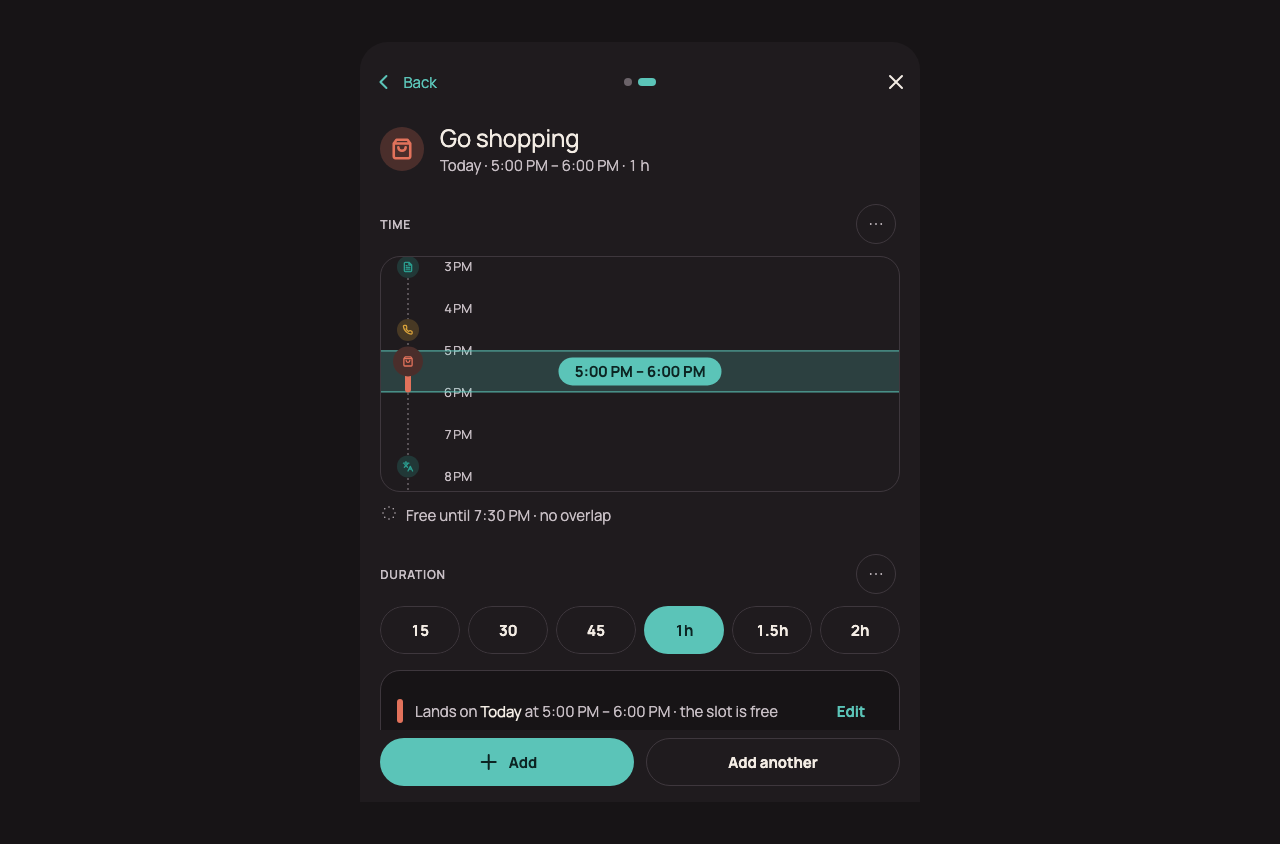 Back
Go shopping
Today · 5:00 PM – 6:00 PM · 1 h
TIME
3 PM
4 PM
5 PM
5:00 PM – 6:00 PM
6 PM
7 PM
8 PM
Free until 7:30 PM · no overlap
DURATION
15 30 45 1h 1.5h 2h
Lands on Today at 5:00 PM – 6:00 PM · the slot is free Edit
Add Add another